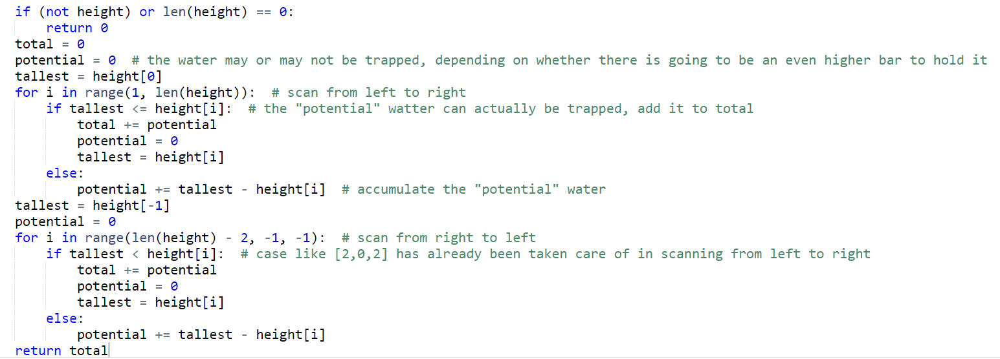 if (not height) or len(height) == 0:
    return 0
total = 0
potential = 0  # the water may or may not be trapped, depending on whether there is going to be an even higher bar to hold it
tallest = height[0]
for i in range(1, len(height)):  # scan from left to right
    if tallest <= height[i]:  # the "potential" watter can actually be trapped, add it to total
        total += potential
        potential = 0
        tallest = height[i]
    else:
        potential += tallest - height[i]  # accumulate the "potential" water
tallest = height[-1]
potential = 0
for i in range(len(height) - 2, -1, -1):  # scan from right to left
    if tallest < height[i]:  # case like [2,0,2] has already been taken care of in scanning from left to right
        total += potential
        potential = 0
        tallest = height[i]
    else:
        potential += tallest - height[i]
return total